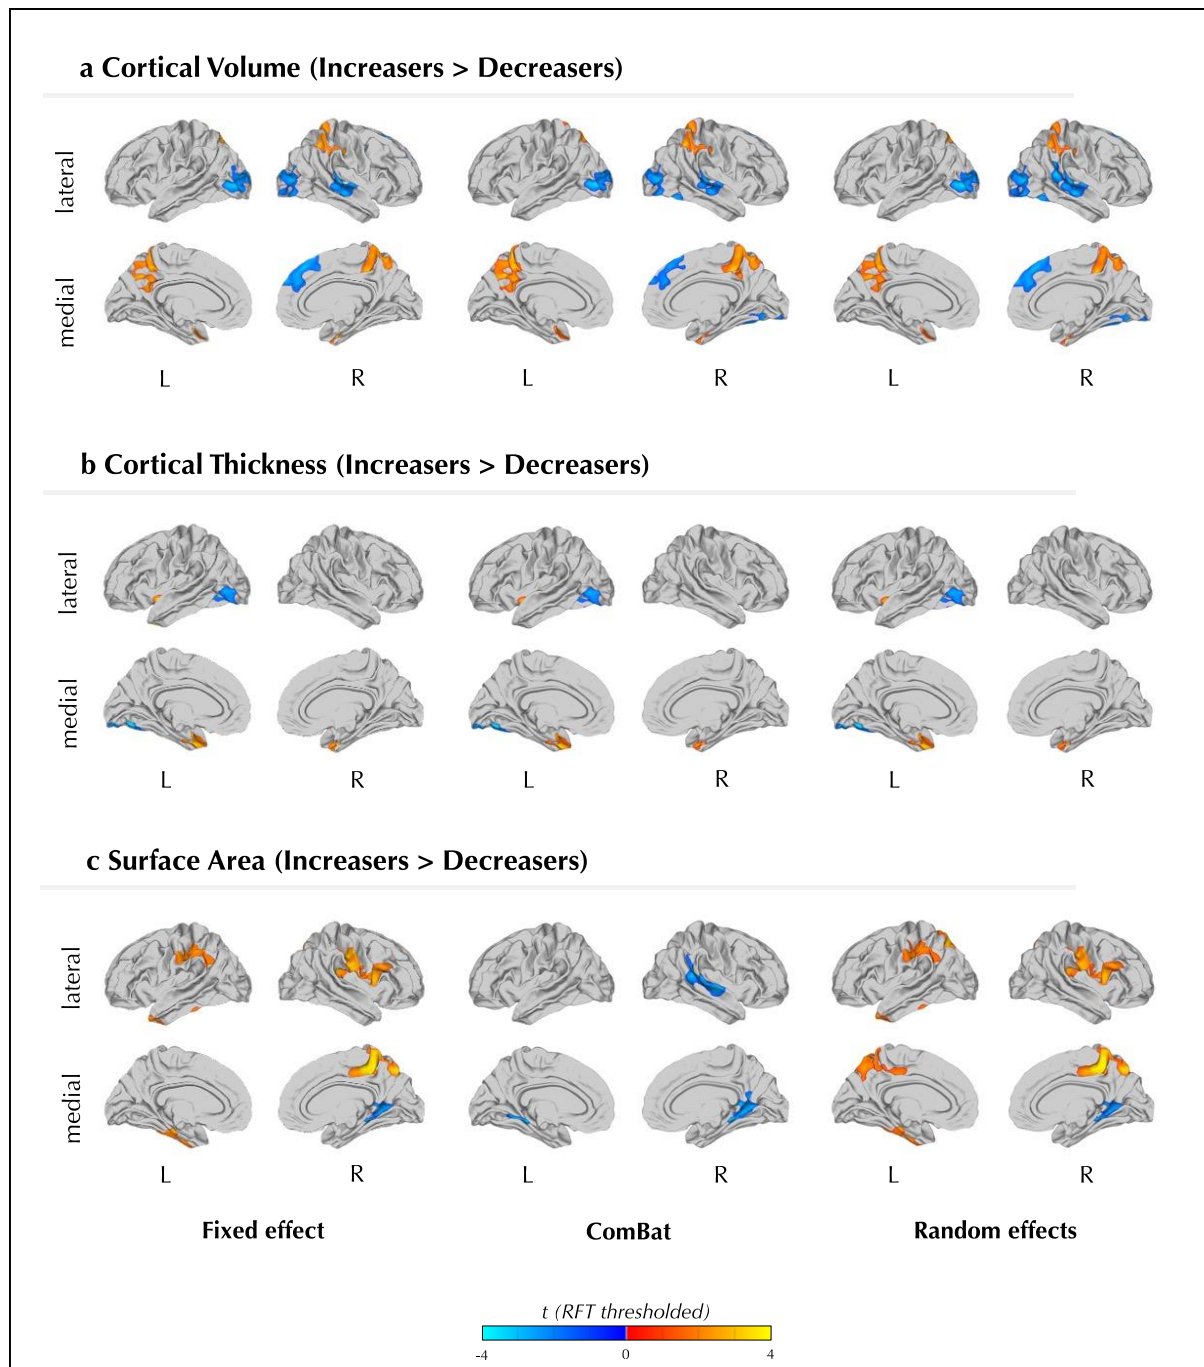 a Cortical Volume (Increasers > Decreasers)
lateral
medial
L R L R L R
b Cortical Thickness (Increasers > Decreasers)
lateral
medial
L R L R L R
c Surface Area (Increasers > Decreasers)
lateral
medial
L R L R L R
Fixed effect ComBat Random effects
t (RFT thresholded)
-4 0 4